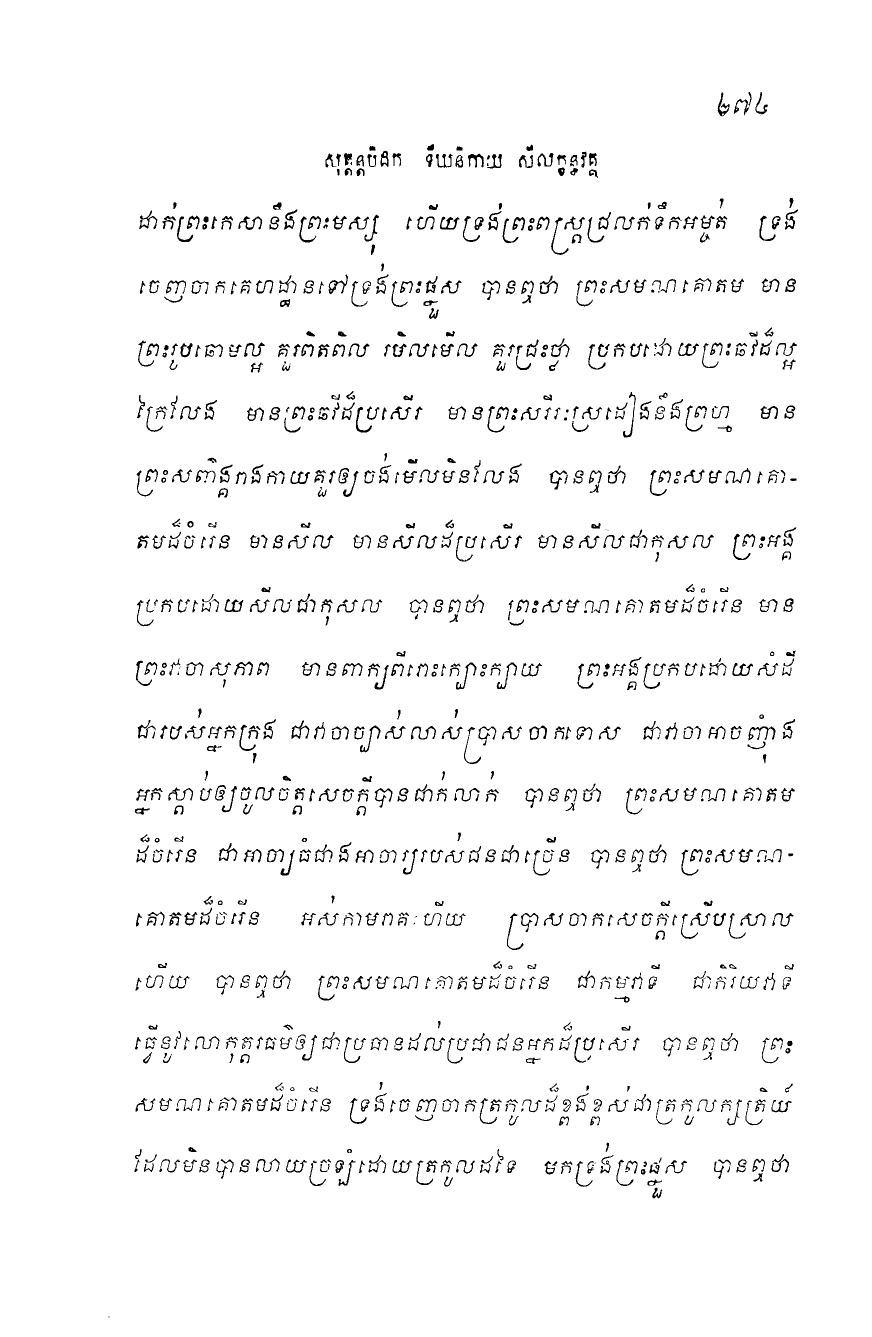 ២៧៤
សុត្តន្តបិដក ទីឃនិកាយ សីលក្ខន្ធវគ្គ
ដាក់ព្រះកេសានឹងព្រះមស្សុ ហើយទ្រង់ព្រះពស្ត្រជ្រលក់ទឹកអម្ចត់ ទ្រង់
ចេញចាកគេហដ្ឋានទៅទ្រង់ព្រះផ្នួស បានឮថា ព្រះសមណគោតម មាន
ព្រះរូបឆោមល្អ គួរពិតពិល រមិលមើល គួរជ្រះថ្លា ប្រកបដោយព្រះឆវីដ៏ល្អ
ក្រៃលែង មានព្រះឆវីដ៏ប្រសើរ មានព្រះសរីរៈស្រដៀងនឹងព្រហ្ម មាន
ព្រះសព៌ាង្គរាងកាយគួរឲ្យចង់មើលមិនលែង បានឮថា ព្រះសមណគោ-
តមដ៏ចំរើន មានសីល មានសីលដ៏ប្រសើរ មានសីលជាកុសល ព្រះអង្គ
ប្រកបដោយសីលជាកុសល បានឮថា ព្រះសមណគោតមដ៏ចំរើន មាន
ព្រះវាចាសុភាព មានពាក្យពីរោះក្បោះក្បាយ ព្រះអង្គប្រកបដោយសំដី
ជារបស់អ្នកក្រុង ជាវាចាច្បាស់លាស់ប្រាសចាកទោស ជាវាចាអាចញុំាង
អ្នកស្តាប់ឲ្យចូលចិត្តសេចក្តីបានជាក់លាក់ បានឮថា ព្រះសមណគោតម
ដ៏ចំរើន ជាអាចារ្យធំជាងអាចារ្យរបស់ជនជាច្រើន បានឮថា ព្រះសមណ-
គោតមដ៏ចំរើន អស់កាមរាគៈហើយ ប្រាសចាកសេចក្តីស្រើបស្រាល
ហើយ បានឮថា ព្រះសមណគោតមដ៏ចំរើន ជាកម្មវាទី ជាកិរិយវាទី
ធ្វើនូវលោកុត្តរធម៌ឲ្យជាប្រធានដល់ប្រជាជនអ្នកដ៏ប្រសើរ បានឮថា ព្រះ
សមណគោតមដ៏ចំរើន ទ្រង់ចេញចាកត្រកូលដ៏ខ្ពង់ខ្ពស់ជាត្រកូលក្សត្រិយ៍
ដែលមិនបានលាយច្រឡំដោយត្រកូលដទៃ មកទ្រង់ព្រះផ្នួស បានឮថា